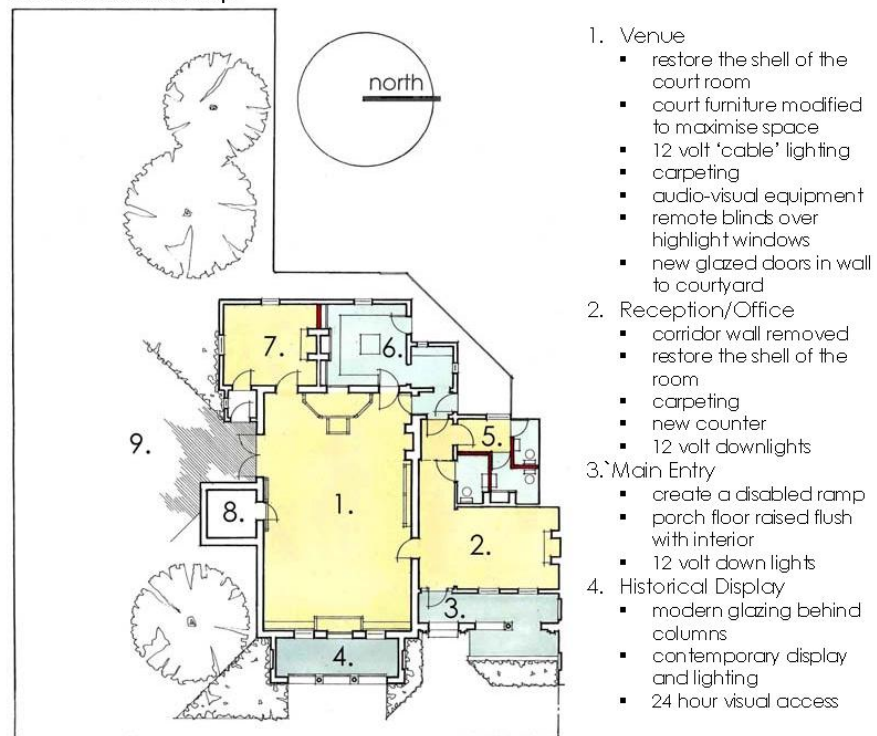 north
7.
6.
5.
9.
8.
1.
2.
3.
4.
1. Venue
▪ restore the shell of the
court room
▪ court furniture modified
to maximise space
▪ 12 volt ‘cable’ lighting
▪ carpeting
▪ audio-visual equipment
▪ remote blinds over
highlight windows
▪ new glazed doors in wall
to courtyard
2. Reception/Office
▪ corridor wall removed
▪ restore the shell of the
room
▪ carpeting
▪ new counter
▪ 12 volt downlights
3.`Main Entry
▪ create a disabled ramp
▪ porch floor raised flush
with interior
▪ 12 volt down lights
4. Historical Display
▪ modern glazing behind
columns
▪ contemporary display
and lighting
▪ 24 hour visual access